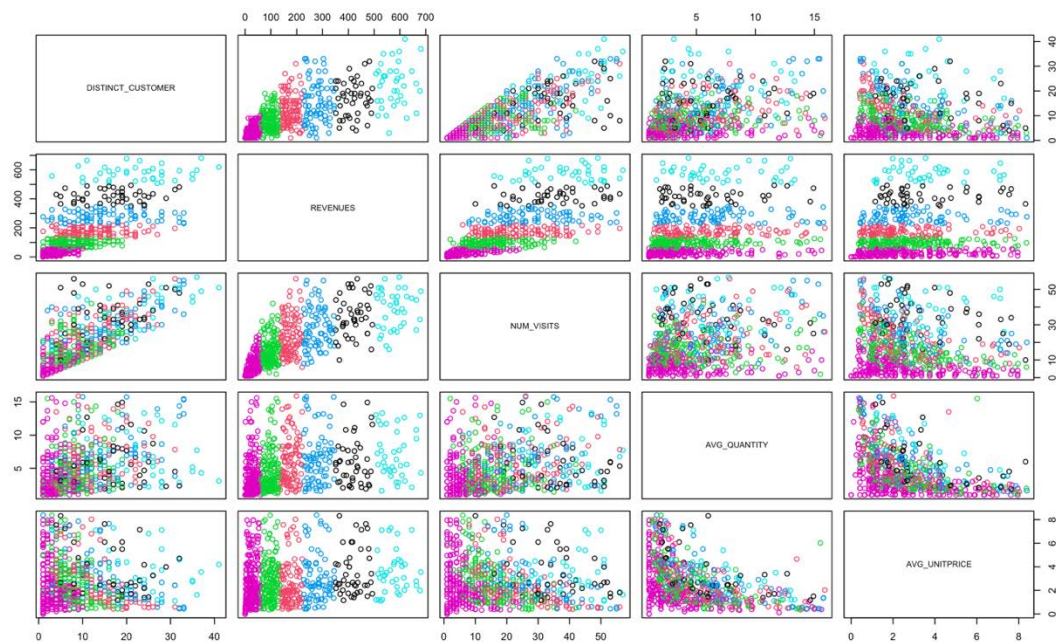 0 100 200 300 400 500 600 700
5 10 15
DISTINCT_CUSTOMER
0 10 20 30 40
0 200 400 600
REVENUES
NUM_VISITS
0 10 30 50
5 10 15
AVG_QUANTITY
AVG_UNITPRICE
0 2 4 6 8
0 10 20 30 40
0 10 20 30 40 50
0 2 4 6 8